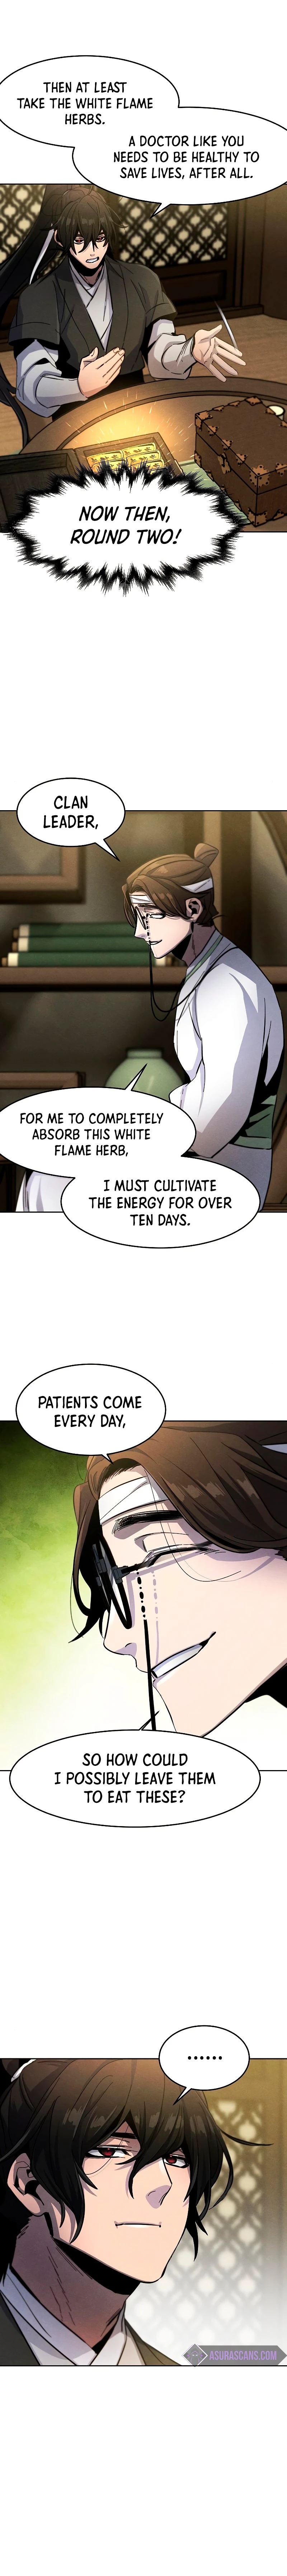 THEN AT LEAST
TAKE THE WHITE FLAME
HERBS.
A DOCTOR LIKE YOU
NEEDS TO BE HEALTHY TO
SAVE LIVES, AFTER ALL.
NOW THEN,
ROUND TWO!
CLAN
LEADER,
FOR ME TO COMPLETELY
ABSORB THIS WHITE
FLAME HERB,
I MUST CULTIVATE
THE ENERGY FOR OVER
TEN DAYS.
PATIENTS COME
EVERY DAY,
SO HOW COULD
I POSSIBLY LEAVE THEM
TO EAT THESE?
......
ASURASCANS.COM